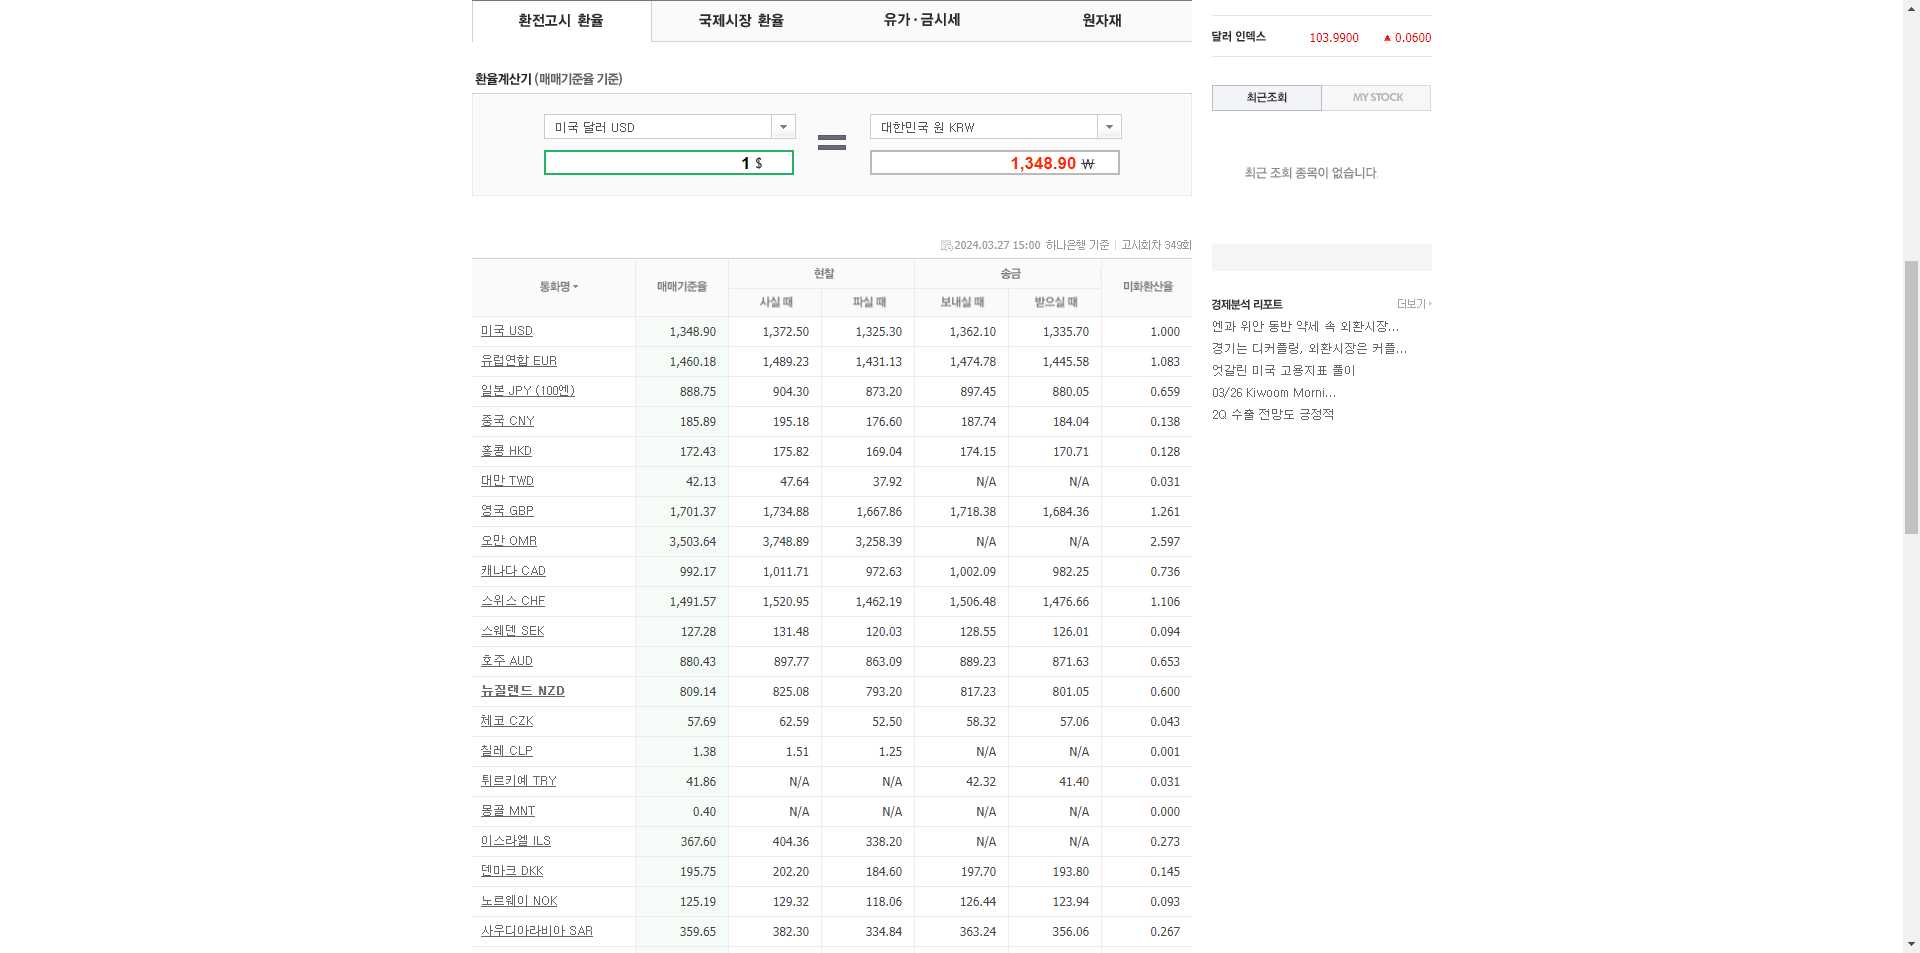 환전고시 환율 국제시장 환율 유가·금시세 원자재
환율계산기 (매매기준율 기준)
미국 달러 USD 대한민국 원 KRW
1 $ 1,348.90 ₩
2024.03.27 15:00 하나은행 기준 고시회차 349회
통화명 매매기준율 현찰 송금 미화환산율
사실 때 파실 때 보내실 때 받으실 때
미국 USD 1,348.90 1,372.50 1,325.30 1,362.10 1,335.70 1.000
유럽연합 EUR 1,460.18 1,489.23 1,431.13 1,474.78 1,445.58 1.083
일본 JPY (100엔) 888.75 904.30 873.20 897.45 880.05 0.659
중국 CNY 185.89 195.18 176.60 187.74 184.04 0.138
홍콩 HKD 172.43 175.82 169.04 174.15 170.71 0.128
대만 TWD 42.13 47.64 37.92 N/A N/A 0.031
영국 GBP 1,701.37 1,734.88 1,667.86 1,718.38 1,684.36 1.261
오만 OMR 3,503.64 3,748.89 3,258.39 N/A N/A 2.597
캐나다 CAD 992.17 1,011.71 972.63 1,002.09 982.25 0.736
스위스 CHF 1,491.57 1,520.95 1,462.19 1,506.48 1,476.66 1.106
스웨덴 SEK 127.28 131.48 120.03 128.55 126.01 0.094
호주 AUD 880.43 897.77 863.09 889.23 871.63 0.653
뉴질랜드 NZD 809.14 825.08 793.20 817.23 801.05 0.600
체코 CZK 57.69 62.59 52.50 58.32 57.06 0.043
칠레 CLP 1.38 1.51 1.25 N/A N/A 0.001
튀르키예 TRY 41.86 N/A N/A 42.32 41.40 0.031
몽골 MNT 0.40 N/A N/A N/A N/A 0.000
이스라엘 ILS 367.60 404.36 338.20 N/A N/A 0.273
덴마크 DKK 195.75 202.20 184.60 197.70 193.80 0.145
노르웨이 NOK 125.19 129.32 118.06 126.44 123.94 0.093
사우디아라비아 SAR 359.65 382.30 334.84 363.24 356.06 0.267
달러 인덱스 103.9900 ▲ 0.0600
최근조회 MY STOCK
최근 조회 종목이 없습니다.
경제분석 리포트 더보기
엔과 위안 동반 약세 속 외환시장...
경기는 디커플링, 외환시장은 커플...
엇갈린 미국 고용지표 풀이
03/26 Kiwoom Morni...
2Q 수출 전망도 긍정적